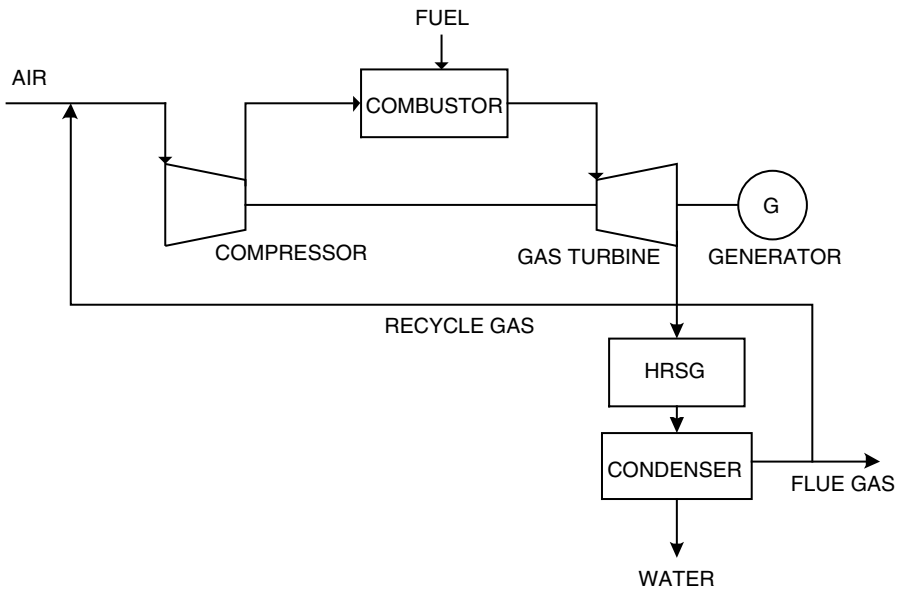 FUEL
AIR
COMBUSTOR
G
COMPRESSOR
GAS TURBINE
GENERATOR
RECYCLE GAS
HRSG
CONDENSER
FLUE GAS
WATER